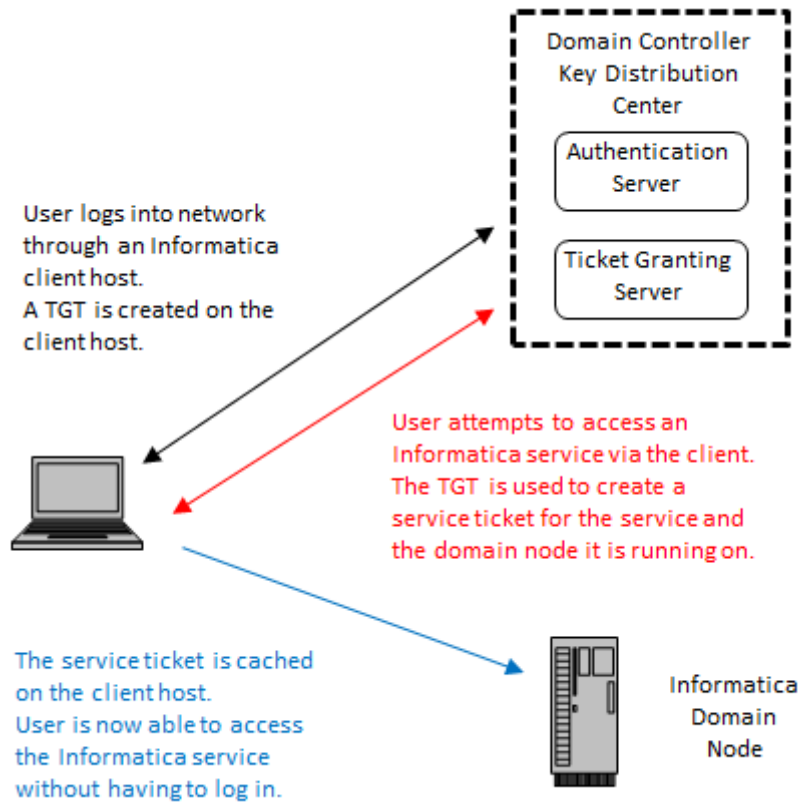 Domain Controller
Key Distribution
Center
Authentication
Server
Ticket Granting
Server
User logs into network
through an Informatica
client host.
A TGT is created on the
client host.
User attempts to access an
Informatica service via the client.
The TGT is used to create a
service ticket for the service and
the domain node it is running on.
The service ticket is cached
on the client host.
User is now able to access
the Informatica service
without having to log in.
Informatica
Domain
Node